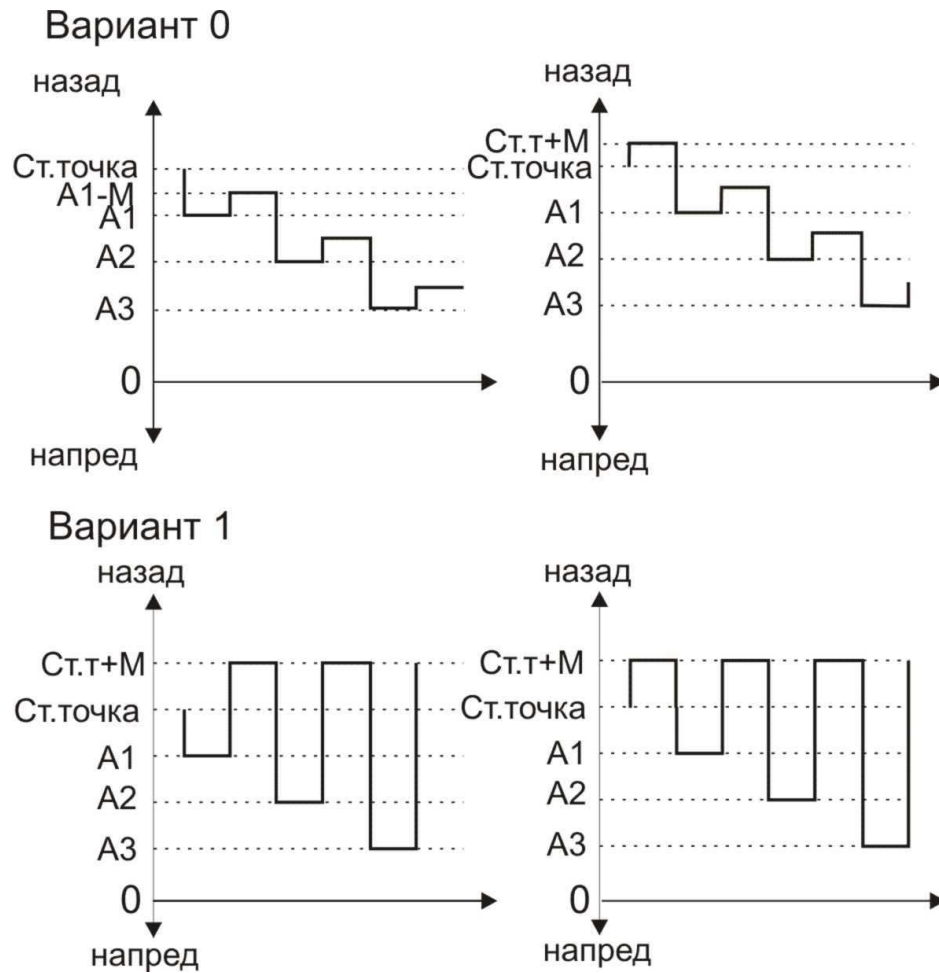 Вариант 0
назад
Ст.точка
А1-М
А1
А2
А3
0
напред
назад
Ст.т+М
Ст.точка
А1
А2
А3
0
напред
Вариант 1
назад
Ст.т+М
Ст.точка
А1
А2
А3
0
напред
назад
Ст.т+М
Ст.точка
А1
А2
А3
0
напред